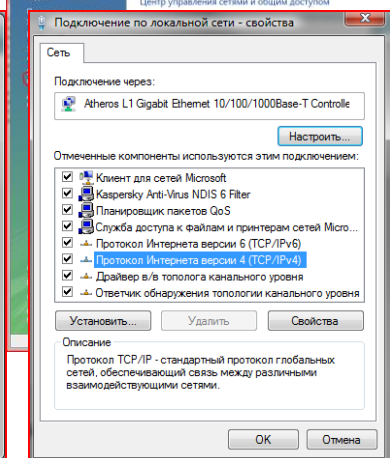 Центр управления сетями и общим доступом
Подключение по локальной сети - свойства
Сеть
Подключение через:
Atheros L1 Gigabit Ethernet 10/100/1000Base-T Controlle
Настроить...
Отмеченные компоненты используются этим подключением:
Клиент для сетей Microsoft
Kaspersky Anti-Virus NDIS 6 Filter
Планировщик пакетов QoS
Служба доступа к файлам и принтерам сетей Micro...
Протокол Интернета версии 6 (TCP/IPv6)
Протокол Интернета версии 4 (TCP/IPv4)
Драйвер в/в тополога канального уровня
Ответчик обнаружения топологии канального уровня
Установить... Удалить Свойства
Описание
Протокол TCP/IP - стандартный протокол глобальных
сетей, обеспечивающий связь между различными
взаимодействующими сетями.
OK Отмена